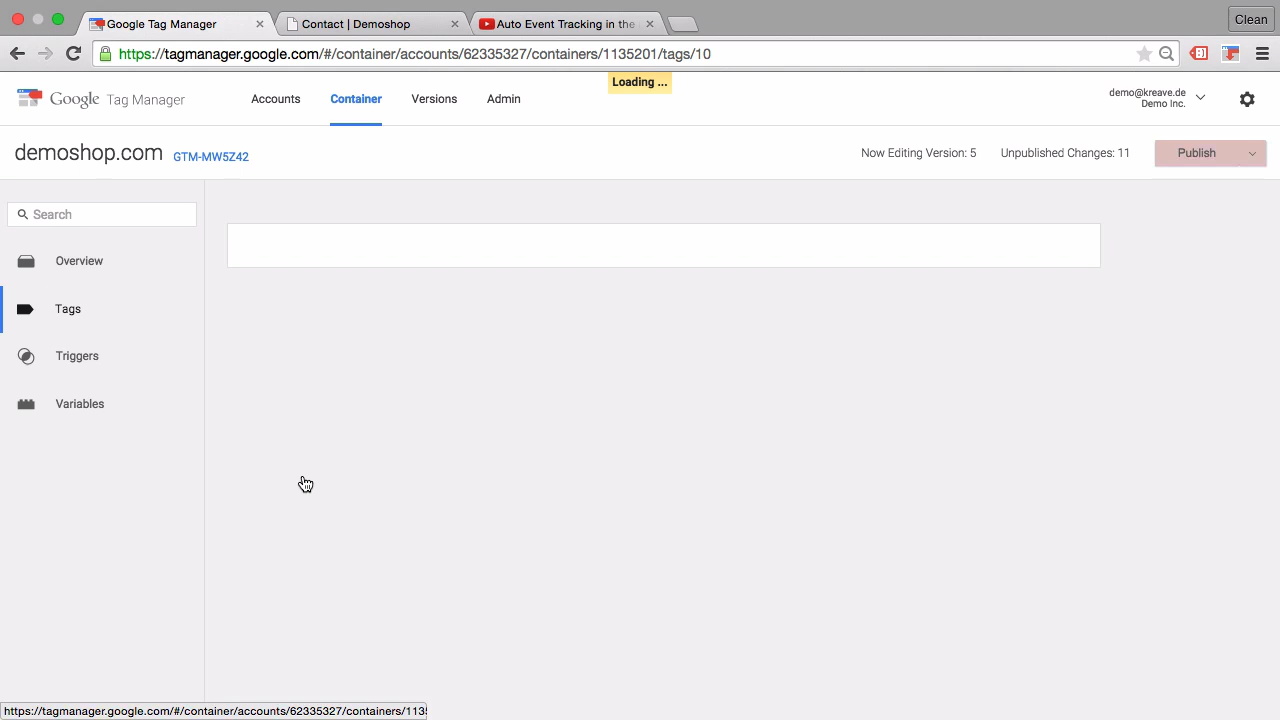 Google Tag Manager
Contact | Demoshop
Auto Event Tracking in the
Clean
https://tagmanager.google.com/#/container/accounts/62335327/containers/1135201/tags/10
Loading ...
Google Tag Manager
Accounts
Container
Versions
Admin
demo@kreave.de
Demo Inc.
demoshop.com GTM-MW5Z42
Now Editing Version: 5
Unpublished Changes: 11
Publish
Search
Overview
Tags
Triggers
Variables
https://tagmanager.google.com/#/container/accounts/62335327/containers/113